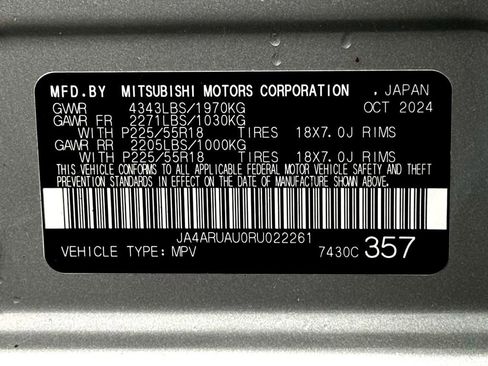 MFD.BY MITSUBISHI MOTORS CORPORATION , JAPAN
GVWR 4343LBS/1970KG OCT 2024
GAWR FR 2271LBS/1030KG
WITH P225/55R18 TIRES 18X7.0J RIMS
GAWR RR 2205LBS/1000KG
WITH P225/55R18 TIRES 18X7.0J RIMS
THIS VEHICLE CONFORMS TO ALL APPLICABLE FEDERAL MOTOR VEHICLE SAFETY AND THEFT
PREVENTION STANDARDS IN EFFECT ON THE DATE OF MANUFACTURE SHOWN ABOVE.
JA4ARUAU0RU022261
VEHICLE TYPE: MPV 7430C 357